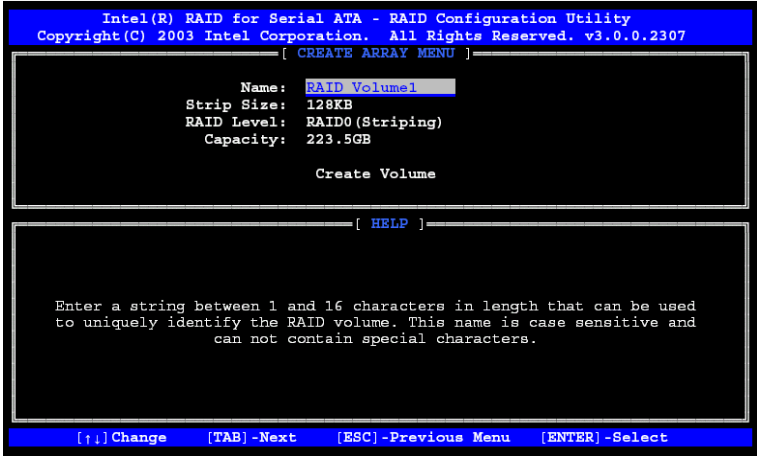 Intel(R) RAID for Serial ATA - RAID Configuration Utility
Copyright(C) 2003 Intel Corporation. All Rights Reserved. v3.0.0.2307
[ CREATE ARRAY MENU ]
Name: RAID Volume1
Strip Size: 128KB
RAID Level: RAID0(Striping)
Capacity: 223.5GB
Create Volume
[ HELP ]
Enter a string between 1 and 16 characters in length that can be used
to uniquely identify the RAID volume. This name is case sensitive and
can not contain special characters.
[↑↓]Change [TAB]-Next [ESC]-Previous Menu [ENTER]-Select